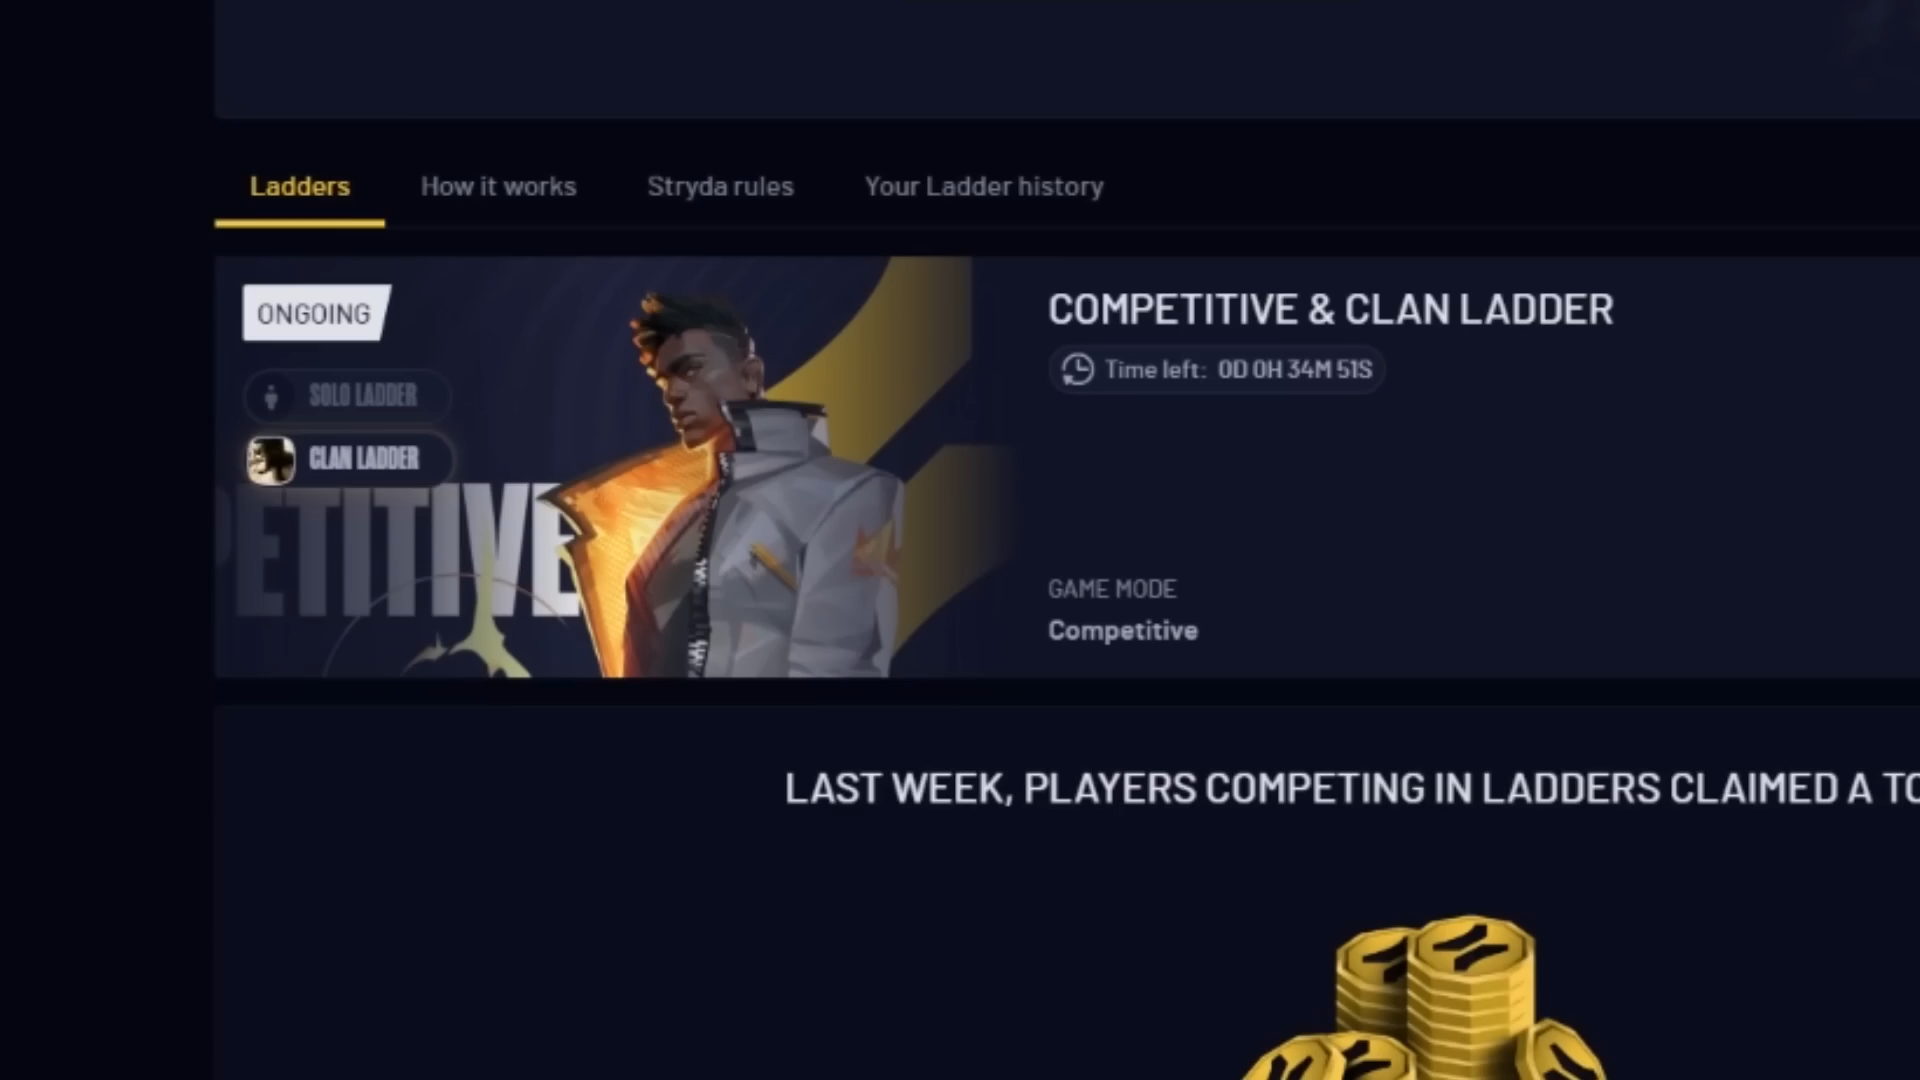 Ladders How it works Stryda rules Your Ladder history
ONGOING
SOLO LADDER
CLAN LADDER
PETITIVE
COMPETITIVE & CLAN LADDER
Time left: 0D 0H 34M 51S
GAME MODE
Competitive
LAST WEEK, PLAYERS COMPETING IN LADDERS CLAIMED A TO